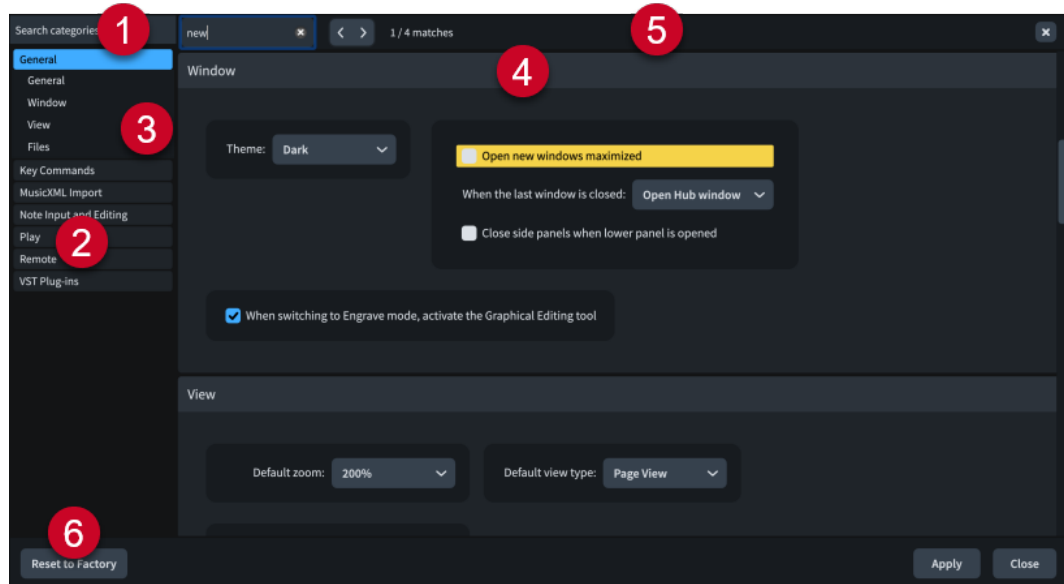 Search categories
1
new
1 / 4 matches
5
General
General
Window
View
Files
3
Key Commands
MusicXML Import
Note Input and Editing
Play
2
Remote
VST Plug-ins
Window
4
Theme: Dark
Open new windows maximized
When the last window is closed: Open Hub window
Close side panels when lower panel is opened
When switching to Engrave mode, activate the Graphical Editing tool
View
Default zoom: 200%
Default view type: Page View
6
Reset to Factory
Apply
Close